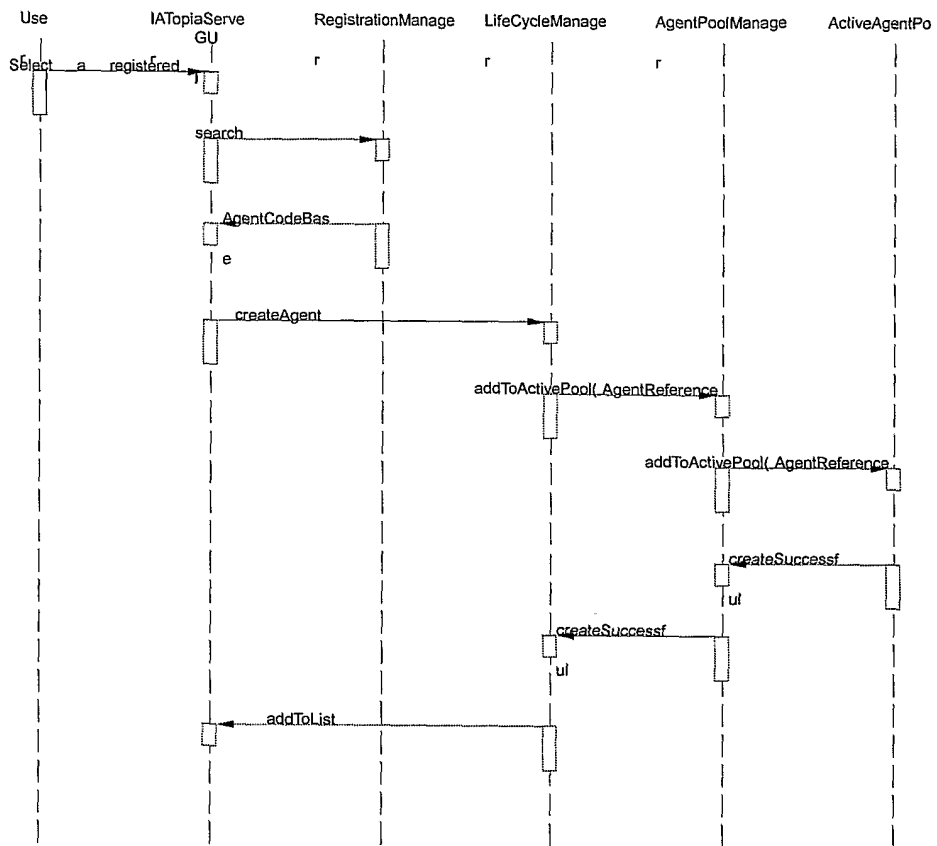 Use IATopiaServe RegistrationManage LifeCycleManage AgentPoolManage ActiveAgentPo
GU
r r r r r
Select a registered
search
AgentCodeBas
e
createAgent
addToActivePool( AgentReference
addToActivePool( AgentReference
createSuccessf
ul
createSuccessf
ul
addToList